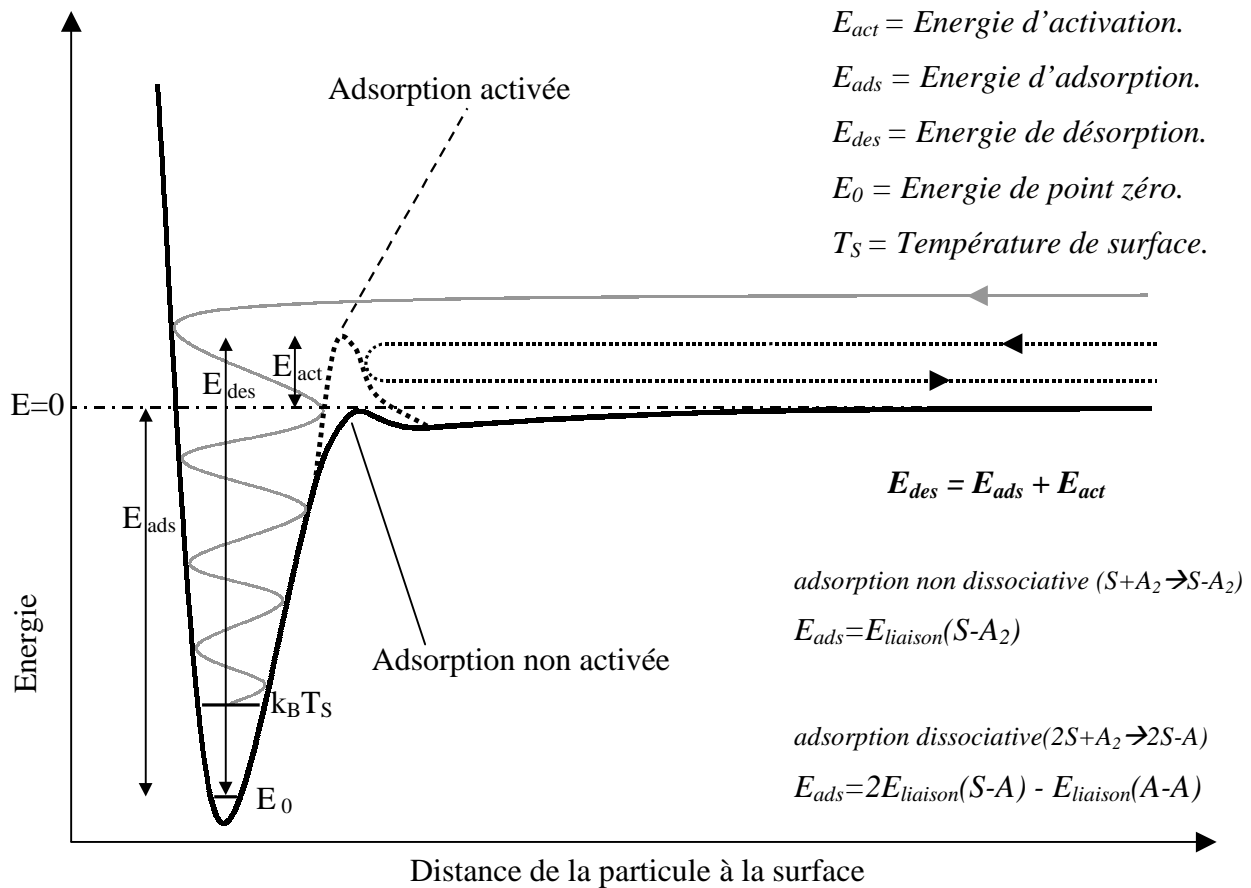 E_act = Energie d'activation.
E_ads = Energie d'adsorption.
E_des = Energie de désorption.
E_0 = Energie de point zéro.
T_S = Température de surface.
Adsorption activée
E_act
E_des
E=0
E_ads
E_des = E_ads + E_act
adsorption non dissociative (S+A_2→S-A_2)
E_ads=E_liaison(S-A_2)
Adsorption non activée
k_BT_S
adsorption dissociative(2S+A_2→2S-A)
E_ads=2E_liaison(S-A) - E_liaison(A-A)
E_0
Energie
Distance de la particule à la surface